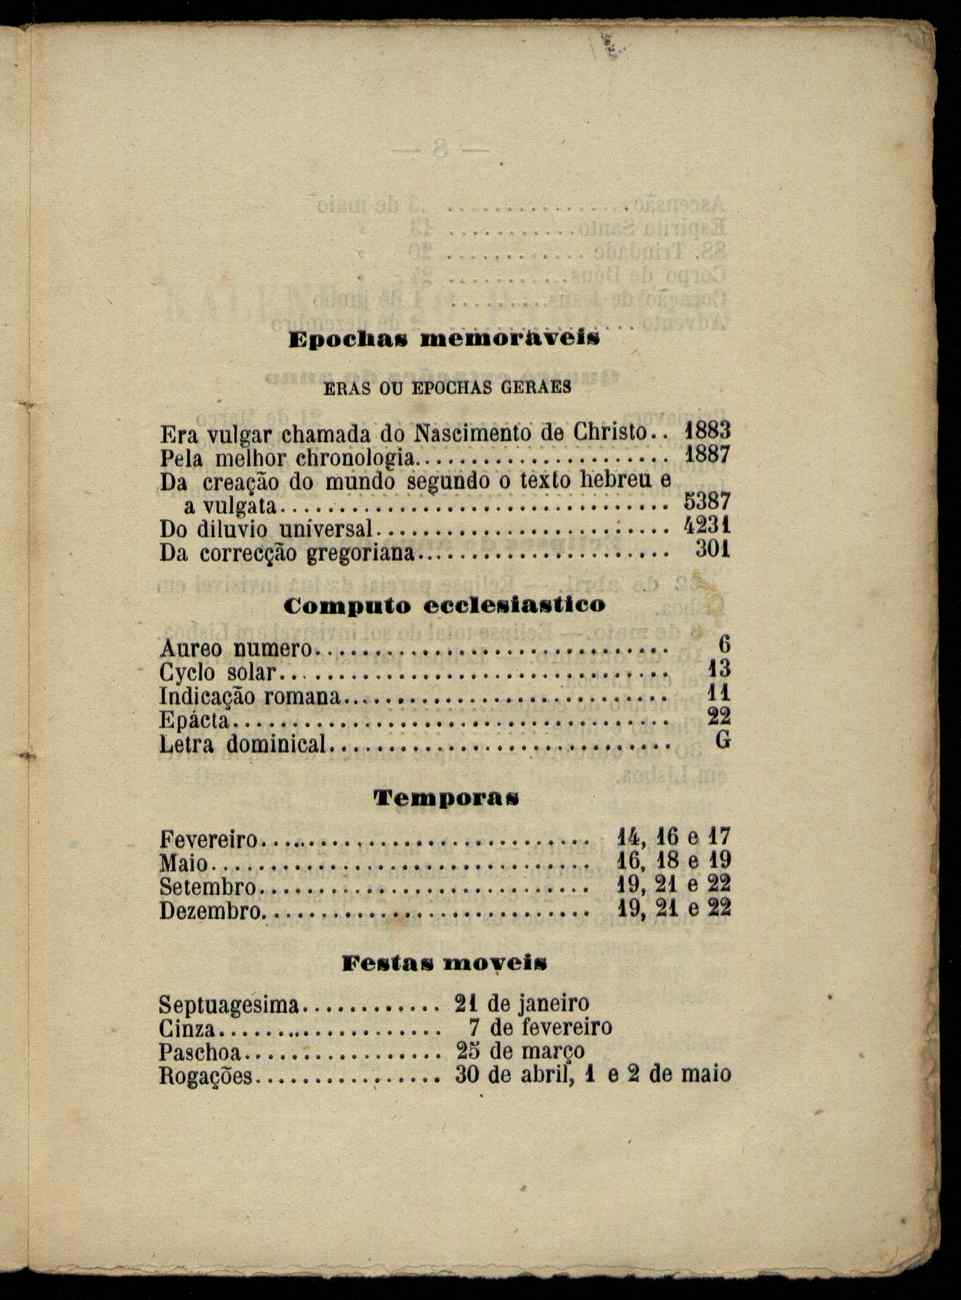 Epochas memoraveis
ERAS OU EPOCHAS GERAES
Era vulgar chamada do Nascimento de Christo.. 1883
Pela melhor chronologia...................... 1887
Da creação do mundo segundo o texto hebreu e
a vulgata................................. 5387
Do diluvio universal......................... 4231
Da correcção gregoriana...................... 301
Computo ecclesiastico
Aureo numero.............................. 6
Cyclo solar................................. 13
Indicação romana............................ 11
Epácta..................................... 22
Letra dominical............................. G
Temporas
Fevereiro............................ 14, 16 e 17
Maio................................ 16, 18 e 19
Setembro............................ 19, 21 e 22
Dezembro............................ 19, 21 e 22
Festas moveis
Septuagesima............ 21 de janeiro
Cinza................... 7 de fevereiro
Paschoa................. 25 de março
Rogações................ 30 de abril, 1 e 2 de maio